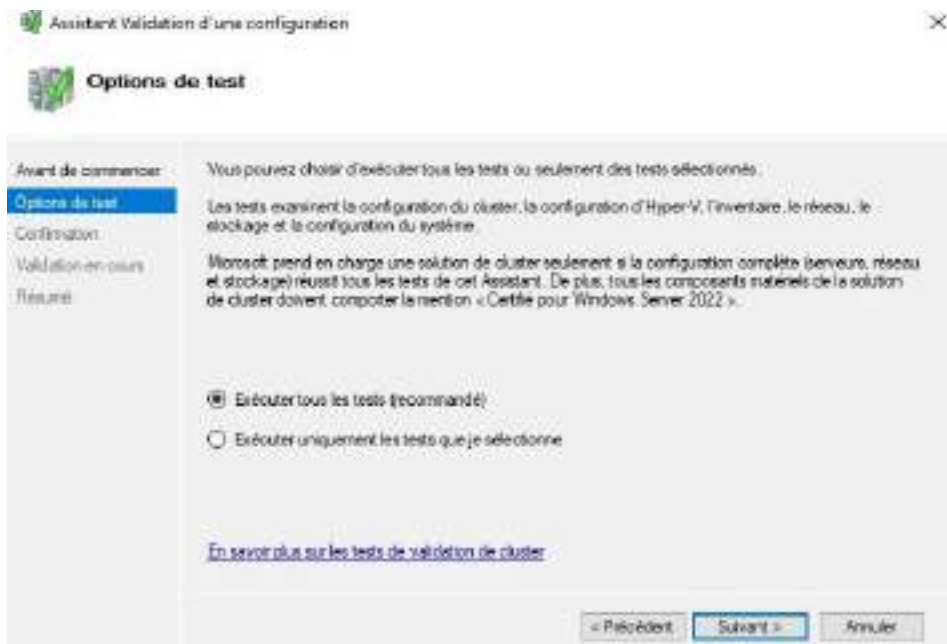 Assistant Validation d'une configuration
Options de test
Avant de commencer
Options de test
Confirmation
Validation en cours
Résumé
Vous pouvez choisir d'exécuter tous les tests ou seulement des tests sélectionnés.
Les tests examinent la configuration du cluster, la configuration d'Hyper-V, l'inventaire, le réseau, le
stockage et la configuration du système.
Microsoft prend en charge une solution de cluster seulement si la configuration complète (serveurs, réseau
et stockage) réussit tous les tests de cet Assistant. De plus, tous les composants matériels de la solution
de cluster doivent comporter la mention « Certifié pour Windows Server 2022 ».
Exécuter tous les tests (recommandé)
Exécuter uniquement les tests que je sélectionne
En savoir plus sur les tests de validation de cluster
< Précédent
Suivant >
Annuler